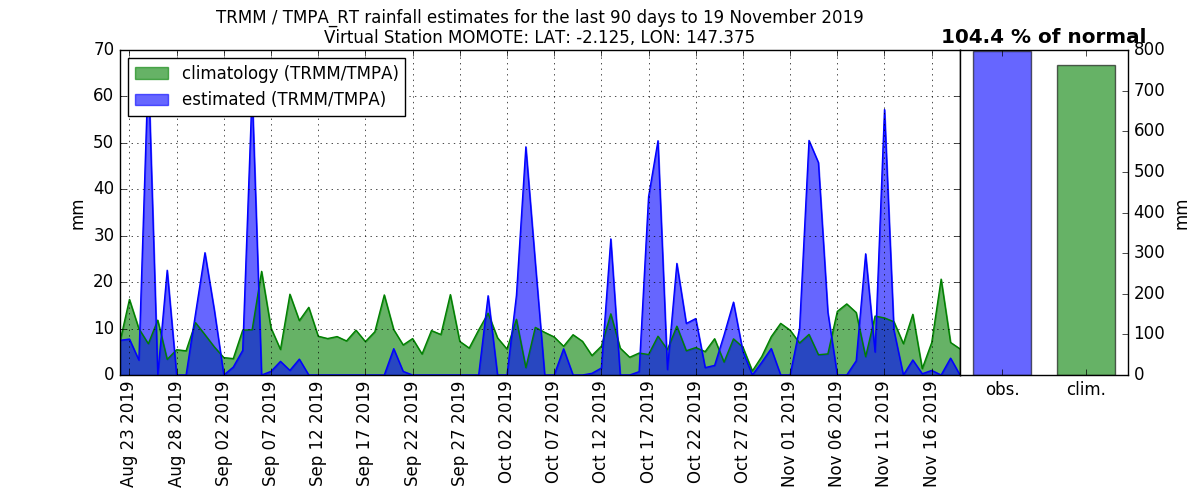 TRMM / TMPA_RT rainfall estimates for the last 90 days to 19 November 2019
Virtual Station MOMOTE: LAT: -2.125, LON: 147.375
104.4 % of normal
climatology (TRMM/TMPA)
estimated (TRMM/TMPA)
70
60
50
40
30
20
10
0
mm
Aug 23 2019
Aug 28 2019
Sep 02 2019
Sep 07 2019
Sep 12 2019
Sep 17 2019
Sep 22 2019
Sep 27 2019
Oct 02 2019
Oct 07 2019
Oct 12 2019
Oct 17 2019
Oct 22 2019
Oct 27 2019
Nov 01 2019
Nov 06 2019
Nov 11 2019
Nov 16 2019
obs.
clim.
800
700
600
500
400
300
200
100
0
mm